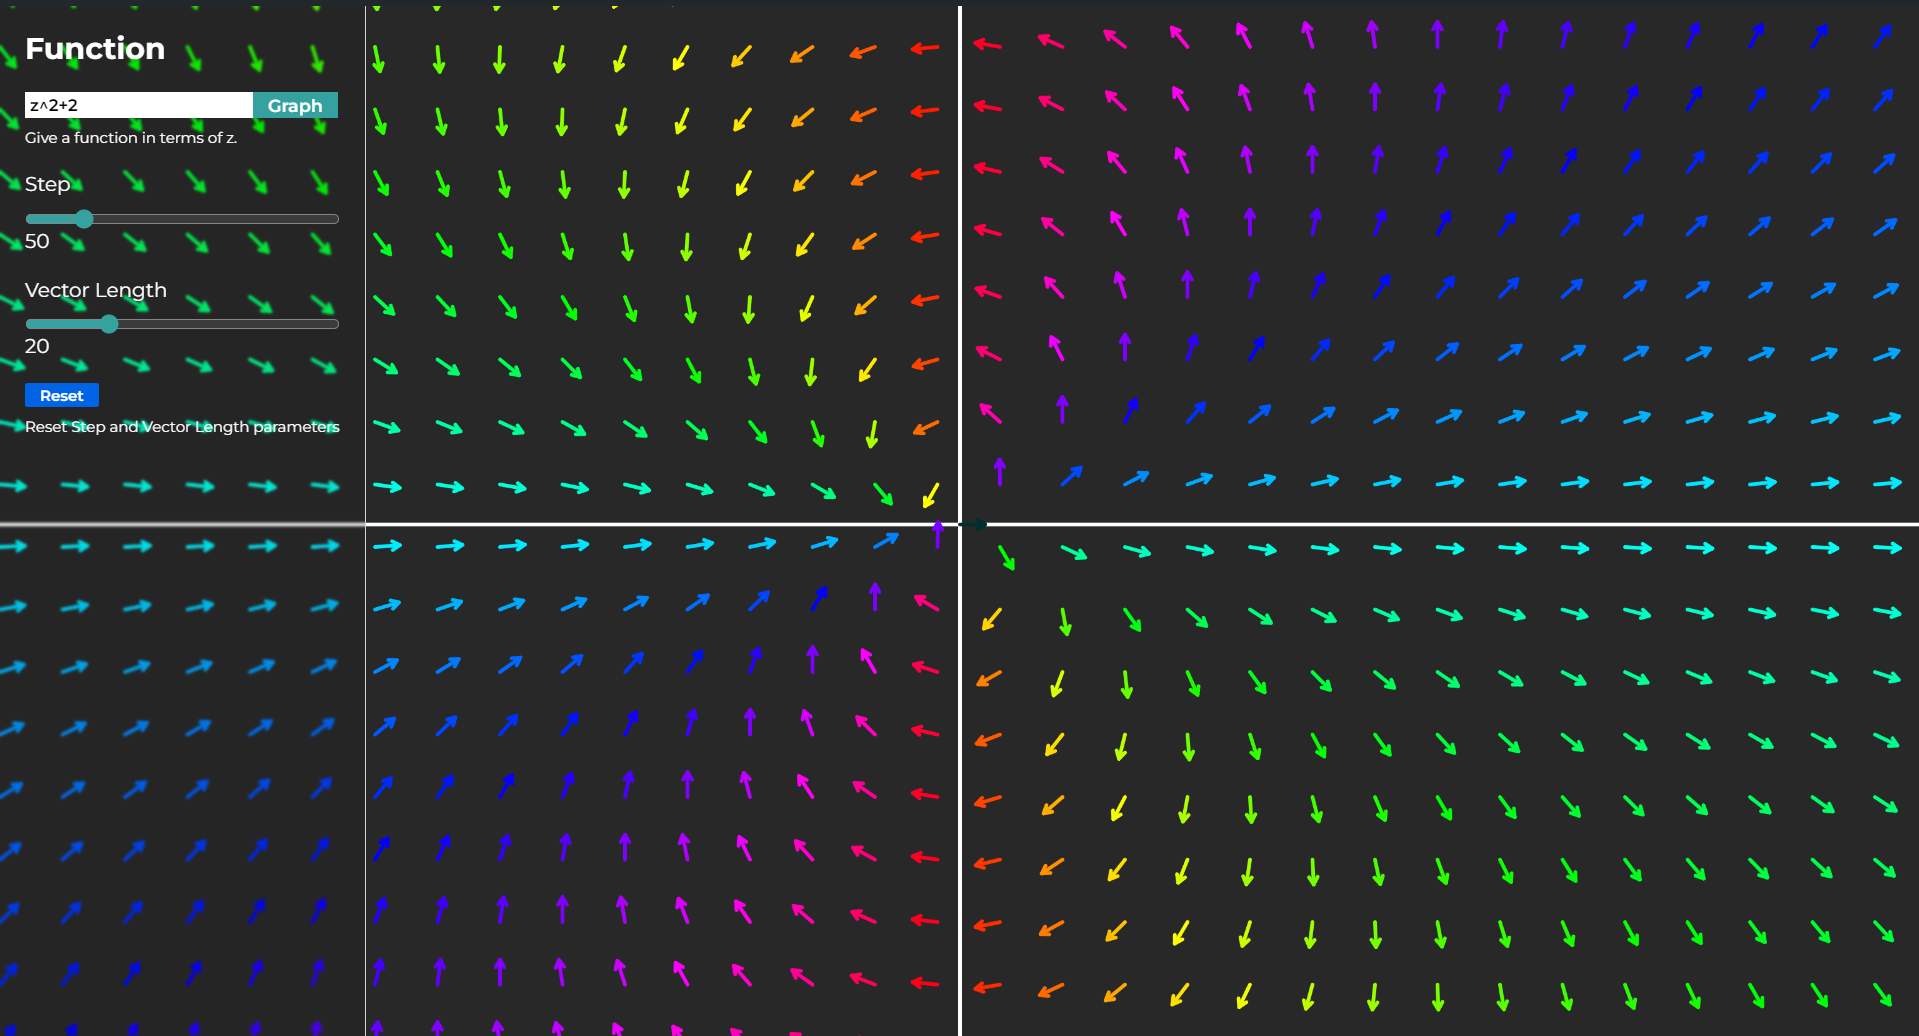 Function
z^2+2
Graph
Give a function in terms of z.
Step
50
Vector Length
20
Reset
Reset Step and Vector Length parameters